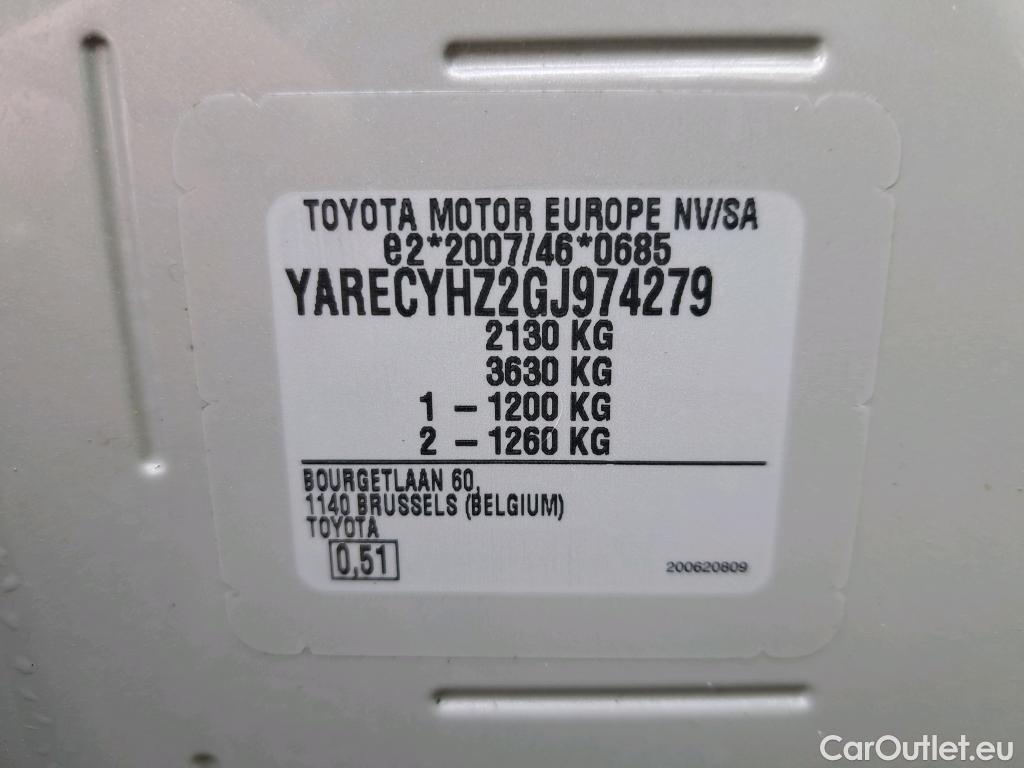 TOYOTA MOTOR EUROPE NV/SA
e2*2007/46*0685
YARECYHZ2GJ974279
2130 KG
3630 KG
1 – 1200 KG
2 – 1260 KG
BOURGETLAAN 60,
1140 BRUSSELS (BELGIUM)
TOYOTA
0,51
200620809
CarOutlet.eu